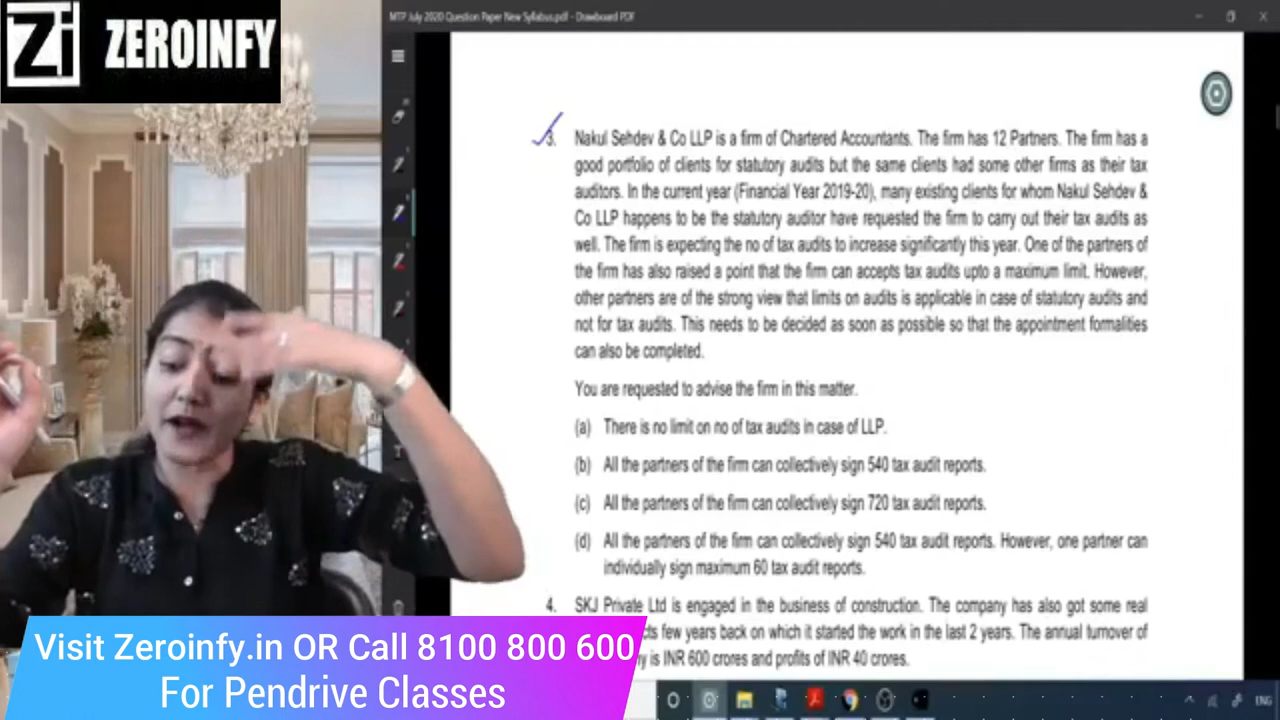 Zi ZEROINFY
MTP July 2020 Question Paper New Syllabus.pdf - Drawboard PDF
3. Nakul Sehdev & Co LLP is a firm of Chartered Accountants. The firm has 12 Partners. The firm has a
good portfolio of clients for statutory audits but the same clients had some other firms as their tax
auditors. In the current year (Financial Year 2019-20), many existing clients for whom Nakul Sehdev &
Co LLP happens to be the statutory auditor have requested the firm to carry out their tax audits as
well. The firm is expecting the no of tax audits to increase significantly this year. One of the partners of
the firm has also raised a point that the firm can accepts tax audits upto a maximum limit. However,
other partners are of the strong view that limits on audits is applicable in case of statutory audits and
not for tax audits. This needs to be decided as soon as possible so that the appointment formalities
can also be completed.
You are requested to advise the firm in this matter.
(a) There is no limit on no of tax audits in case of LLP.
(b) All the partners of the firm can collectively sign 540 tax audit reports.
(c) All the partners of the firm can collectively sign 720 tax audit reports.
(d) All the partners of the firm can collectively sign 540 tax audit reports. However, one partner can
individually sign maximum 60 tax audit reports.
4. SKJ Private Ltd is engaged in the business of construction. The company has also got some real
few years back on which it started the work in the last 2 years. The annual turnover of
is INR 600 crores and profits of INR 40 crores.
Visit Zeroinfy.in OR Call 8100 800 600
For Pendrive Classes
ENG